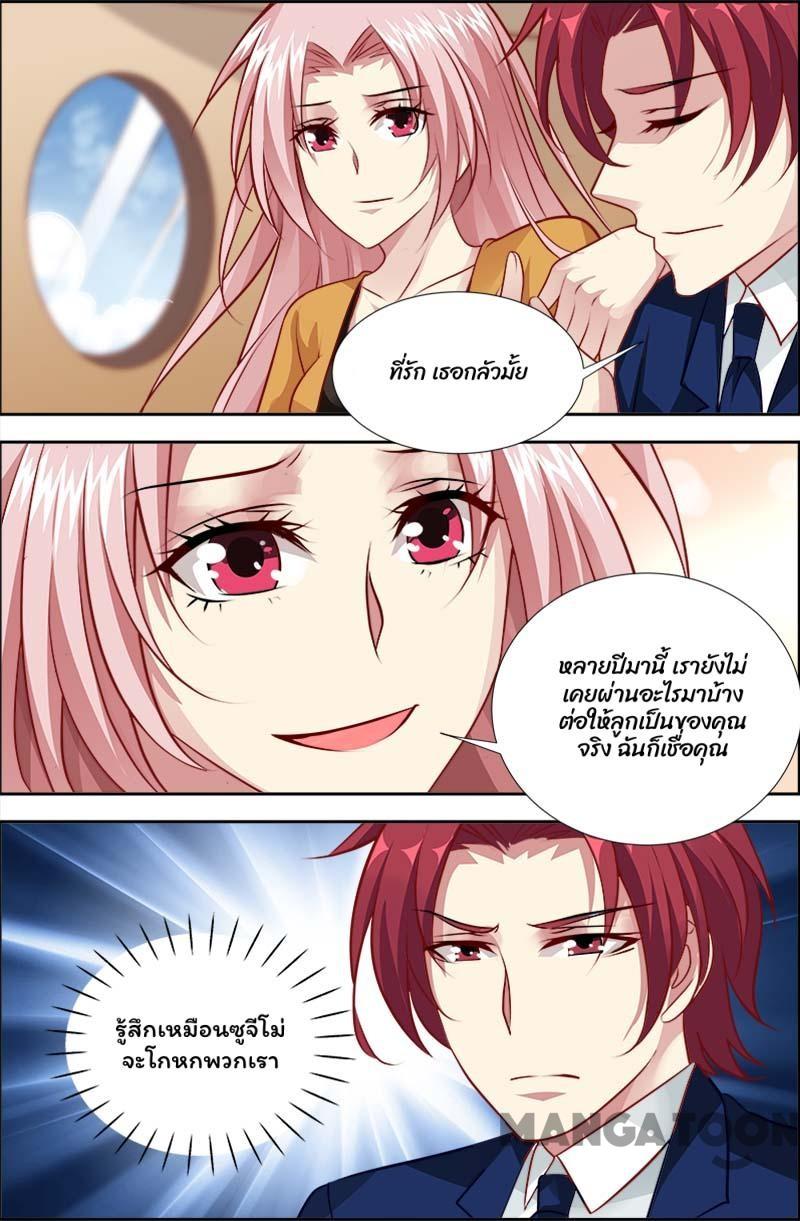 ที่รัก เธอกลัวมั้ย
หลายปีมานี้ เรายังไม่
เคยผ่านอะไรมาบ้าง
ต่อให้ลูกเป็นของคุณ
จริง ฉันก็เชื่อคุณ
รู้สึกเหมือนซูจีโม่
จะโกหกพวกเรา
MANGATOON